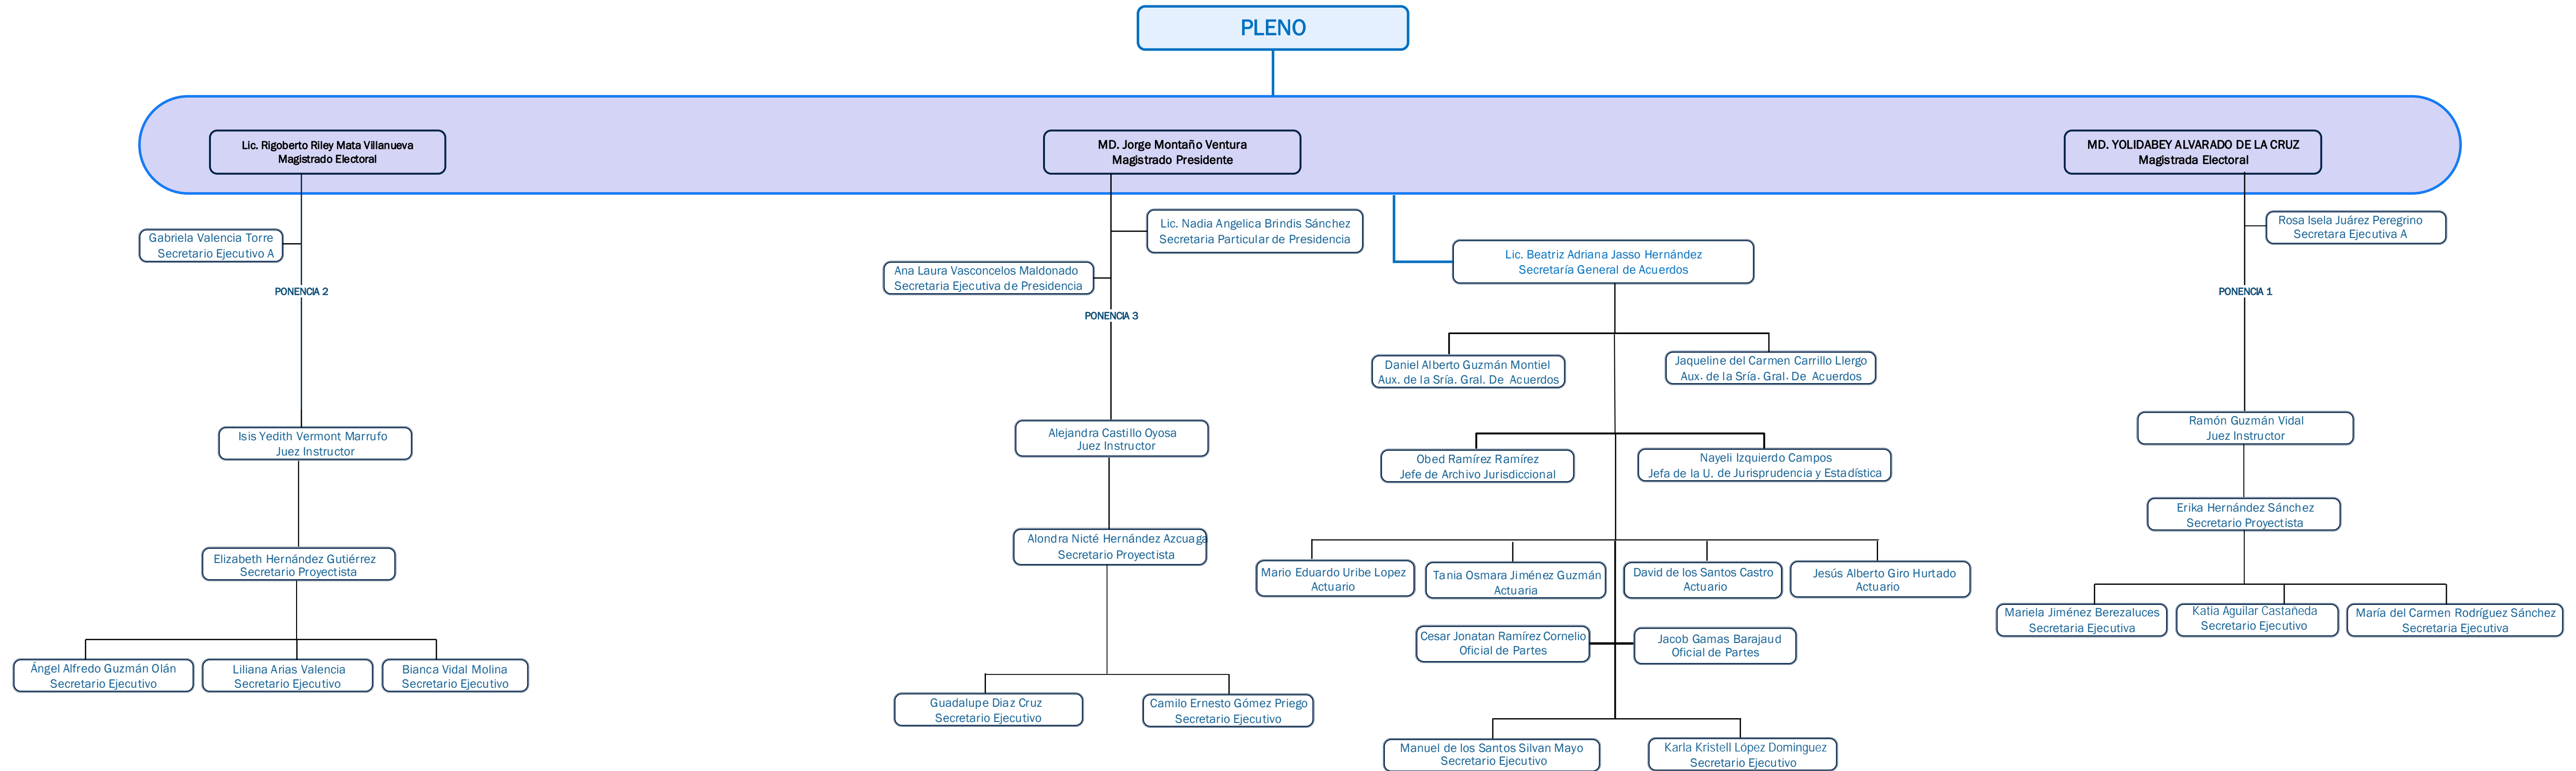 PLENO
Lic. Rigoberto Riley Mata Villanueva
Magistrado Electoral
MD. Jorge Montaño Ventura
Magistrado Presidente
MD. YOLIDABEY ALVARADO DE LA CRUZ
Magistrada Electoral
Gabriela Valencia Torre
Secretario Ejecutivo A
PONENCIA 2
Isis Yedith Vermont Marrufo
Juez Instructor
Elizabeth Hernández Gutiérrez
Secretario Proyectista
Ángel Alfredo Guzmán Olán
Secretario Ejecutivo
Liliana Arias Valencia
Secretario Ejecutivo
Bianca Vidal Molina
Secretario Ejecutivo
Lic. Nadia Angelica Brindis Sánchez
Secretaria Particular de Presidencia
Ana Laura Vasconcelos Maldonado
Secretaria Ejecutiva de Presidencia
PONENCIA 3
Alejandra Castillo Oyosa
Juez Instructor
Alondra Nicté Hernández Azcuaga
Secretario Proyectista
Guadalupe Diaz Cruz
Secretario Ejecutivo
Camilo Ernesto Gómez Priego
Secretario Ejecutivo
Lic. Beatriz Adriana Jasso Hernández
Secretaría General de Acuerdos
Daniel Alberto Guzmán Montiel
Aux. de la Sría. Gral. De Acuerdos
Jaqueline del Carmen Carrillo Llergo
Aux. de la Sría. Gral. De Acuerdos
Obed Ramírez Ramírez
Jefe de Archivo Jurisdiccional
Nayeli Izquierdo Campos
Jefa de la U. de Jurisprudencia y Estadística
Mario Eduardo Uribe Lopez
Actuario
Tania Osmara Jiménez Guzmán
Actuaria
David de los Santos Castro
Actuario
Jesús Alberto Giro Hurtado
Actuario
Cesar Jonatan Ramírez Cornelio
Oficial de Partes
Jacob Gamas Barajaud
Oficial de Partes
Manuel de los Santos Silvan Mayo
Secretario Ejecutivo
Karla Kristell López Dominguez
Secretario Ejecutivo
Rosa Isela Juárez Peregrino
Secretara Ejecutiva A
PONENCIA 1
Ramón Guzmán Vidal
Juez Instructor
Erika Hernández Sánchez
Secretario Proyectista
Mariela Jiménez Berezaluces
Secretaria Ejecutiva
Katia Aguilar Castañeda
Secretario Ejecutivo
María del Carmen Rodríguez Sánchez
Secretaria Ejecutiva